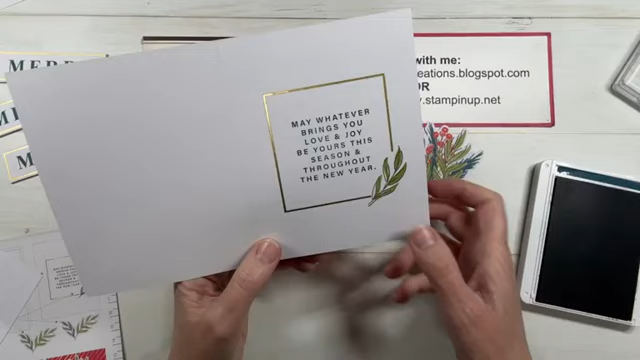 MERR
with me:
eations.blogspot.com
OR
.stampinup.net
M
M
MAY WHATEVER
BRINGS YOU
LOVE & JOY
BE YOURS THIS
SEASON &
THROUGHOUT
THE NEW YEAR.